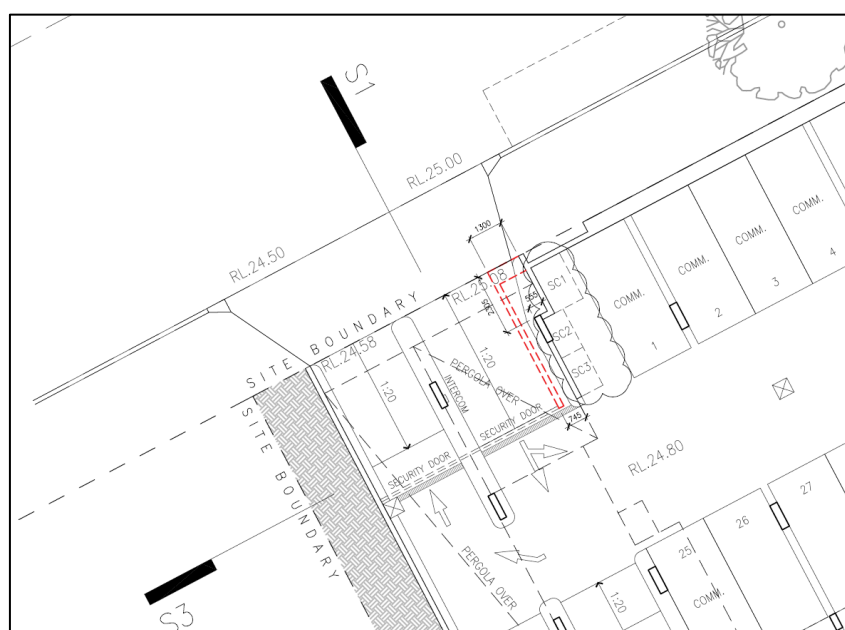 S1
RL.25.00
RL.24.50
1300
RL.25.08
2305
555
SC1
SC2
SC3
COMM.
1
COMM.
2
COMM.
3
COMM.
4
SITE BOUNDARY
RL.24.58
SITE BOUNDARY
1:20
1:20
PERGOLA OVER
INTERCOM
SECURITY DOOR
SECURITY DOOR
745
RL.24.80
PERGOLA OVER
25
COMM.
26
27
1:20
S3